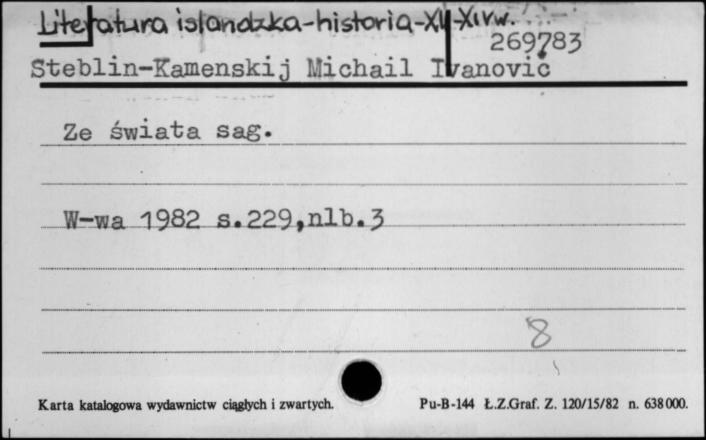 Literatura islandzka-historia-XII-XIVw.
269783
Steblin-Kamenskij Michail Ivanovič
Ze świata sag.
W-wa 1982 s.229,nlb.3
8
Karta katalogowa wydawnictw ciągłych i zwartych. Pu-B-144 Ł.Z.Graf. Z. 120/15/82 n. 638000.